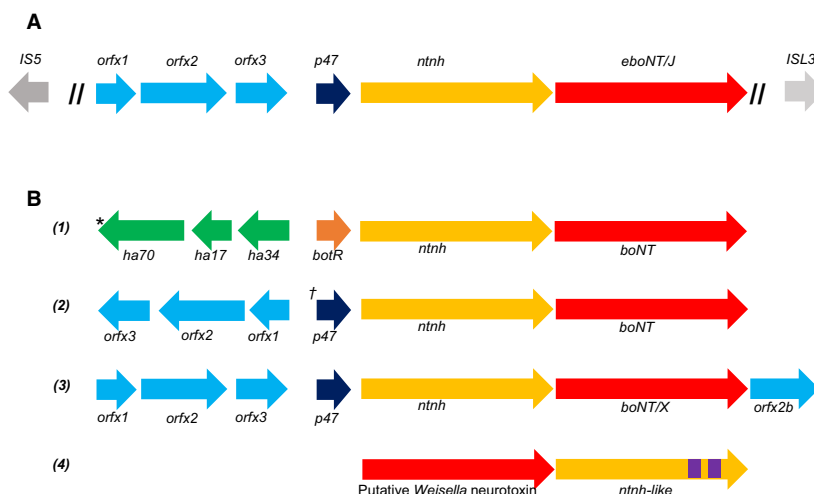 A
IS5 // orfx1 orfx2 orfx3 p47 ntnh eboNT/J // ISL3
B
(1) * ha70 ha17 ha34 botR ntnh boNT
(2) orfx3 orfx2 orfx1 † p47 ntnh boNT
(3) orfx1 orfx2 orfx3 p47 ntnh boNT/X orfx2b
(4) Putative Weisella neurotoxin ntnh-like